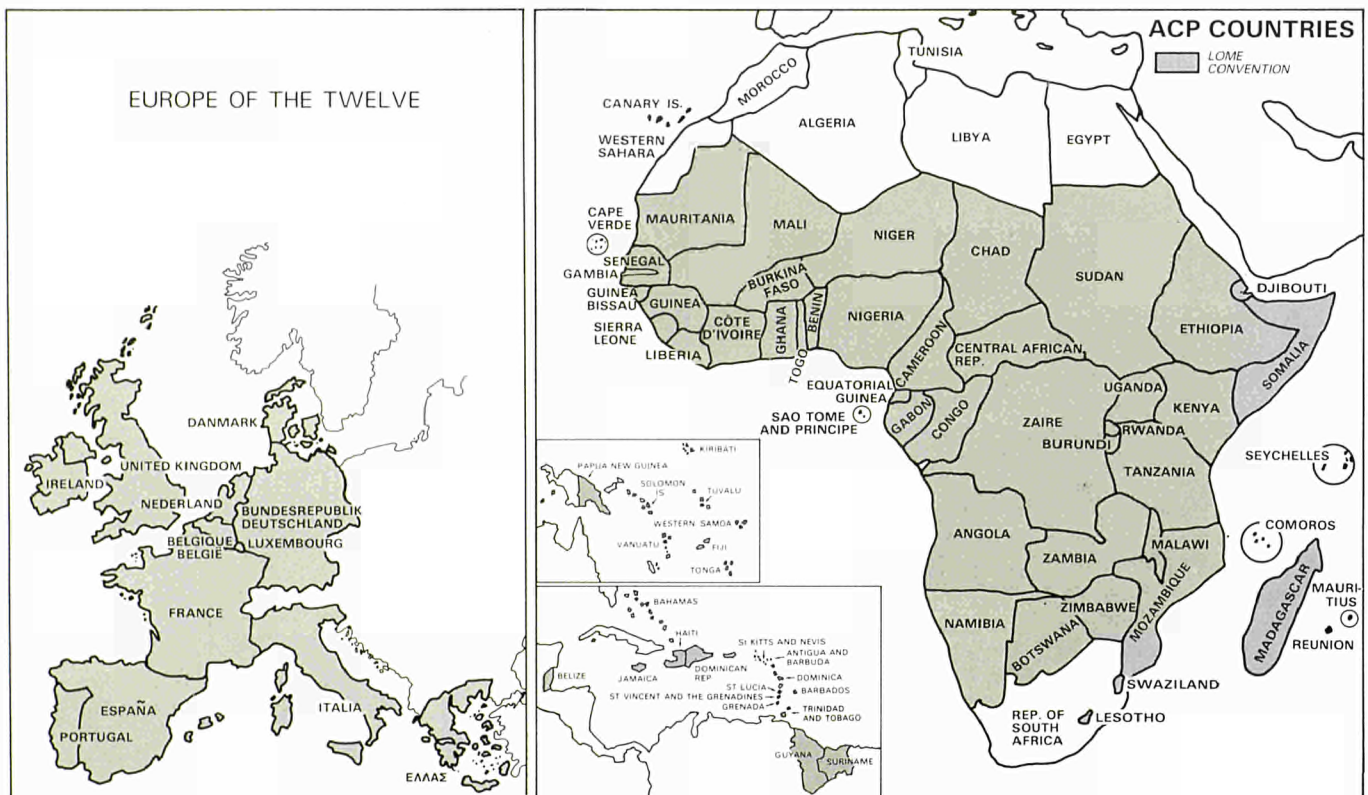 EUROPE OF THE TWELVE
DANMARK
UNITED KINGDOM
IRELAND
NEDERLAND
BUNDESREPUBLIK
DEUTSCHLAND
BELGIQUE
BELGIË
LUXEMBOURG
FRANCE
ESPAÑA
PORTUGAL
ITALIA
ΕΛΛΑΣ
ACP COUNTRIES
LOME
CONVENTION
TUNISIA
MOROCCO
CANARY IS.
ALGERIA
LIBYA
EGYPT
WESTERN
SAHARA
CAPE
VERDE
MAURITANIA
MALI
NIGER
CHAD
SUDAN
SENEGAL
GAMBIA
BURKINA
FASO
GUINEA
BISSAU
GUINEA
SIERRA
LEONE
LIBERIA
CÔTE
D'IVOIRE
GHANA
TOGO
BENIN
NIGERIA
CAMEROON
CENTRAL AFRICAN
REP.
DJIBOUTI
ETHIOPIA
SOMALIA
EQUATORIAL
GUINEA
SAO TOME
AND PRINCIPE
GABON
CONGO
ZAIRE
UGANDA
KENYA
RWANDA
BURUNDI
TANZANIA
SEYCHELLES
COMOROS
ANGOLA
ZAMBIA
MALAWI
MOZAMBIQUE
ZIMBABWE
NAMIBIA
BOTSWANA
MADAGASCAR
MAURI-
TIUS
REUNION
SWAZILAND
LESOTHO
REP. OF
SOUTH
AFRICA
KIRIBATI
PAPUA NEW GUINEA
SOLOMON
IS
TUVALU
WESTERN SAMOA
VANUATU
FIJI
TONGA
BAHAMAS
HAITI
ST KITTS AND NEVIS
ANTIGUA AND
BARBUDA
BELIZE
JAMAICA
DOMINICAN
REP
DOMINICA
ST LUCIA
BARBADOS
ST VINCENT AND THE GRENADINES
GRENADA
TRINIDAD
AND TOBAGO
GUYANA
SURINAME